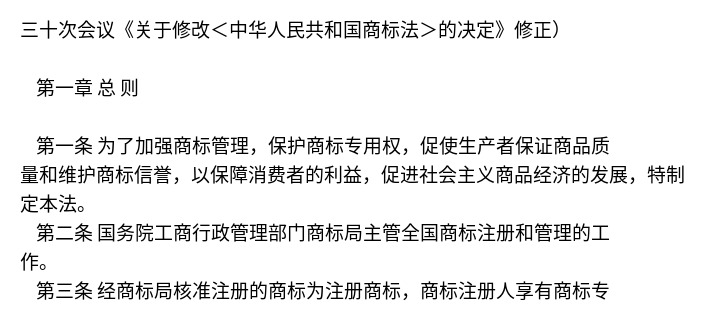 三十次会议《关于修改＜中华人民共和国商标法＞的决定》修正）
第一章 总 则
第一条 为了加强商标管理，保护商标专用权，促使生产者保证商品质
量和维护商标信誉，以保障消费者的利益，促进社会主义商品经济的发展，特制
定本法。
第二条 国务院工商行政管理部门商标局主管全国商标注册和管理的工
作。
第三条 经商标局核准注册的商标为注册商标，商标注册人享有商标专